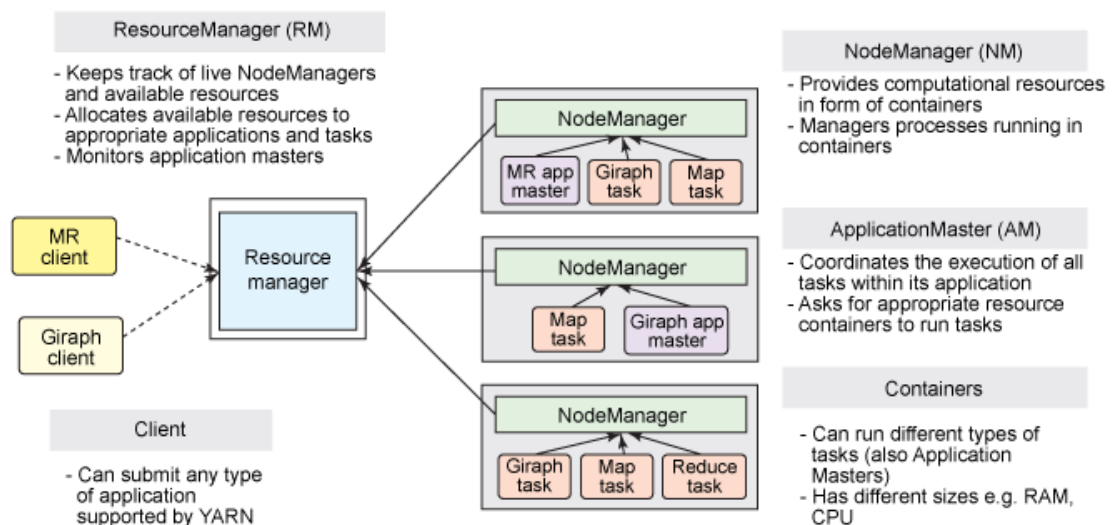 ResourceManager (RM)
- Keeps track of live NodeManagers
and available resources
- Allocates available resources to
appropriate applications and tasks
- Monitors application masters
MR
client
Giraph
client
Resource
manager
Client
- Can submit any type
of application
supported by YARN
NodeManager
MR app
master
Giraph
task
Map
task
NodeManager
Map
task
Giraph app
master
NodeManager
Giraph
task
Map
task
Reduce
task
NodeManager (NM)
- Provides computational resources
in form of containers
- Managers processes running in
containers
ApplicationMaster (AM)
- Coordinates the execution of all
tasks within its application
- Asks for appropriate resource
containers to run tasks
Containers
- Can run different types of
tasks (also Application
Masters)
- Has different sizes e.g. RAM,
CPU